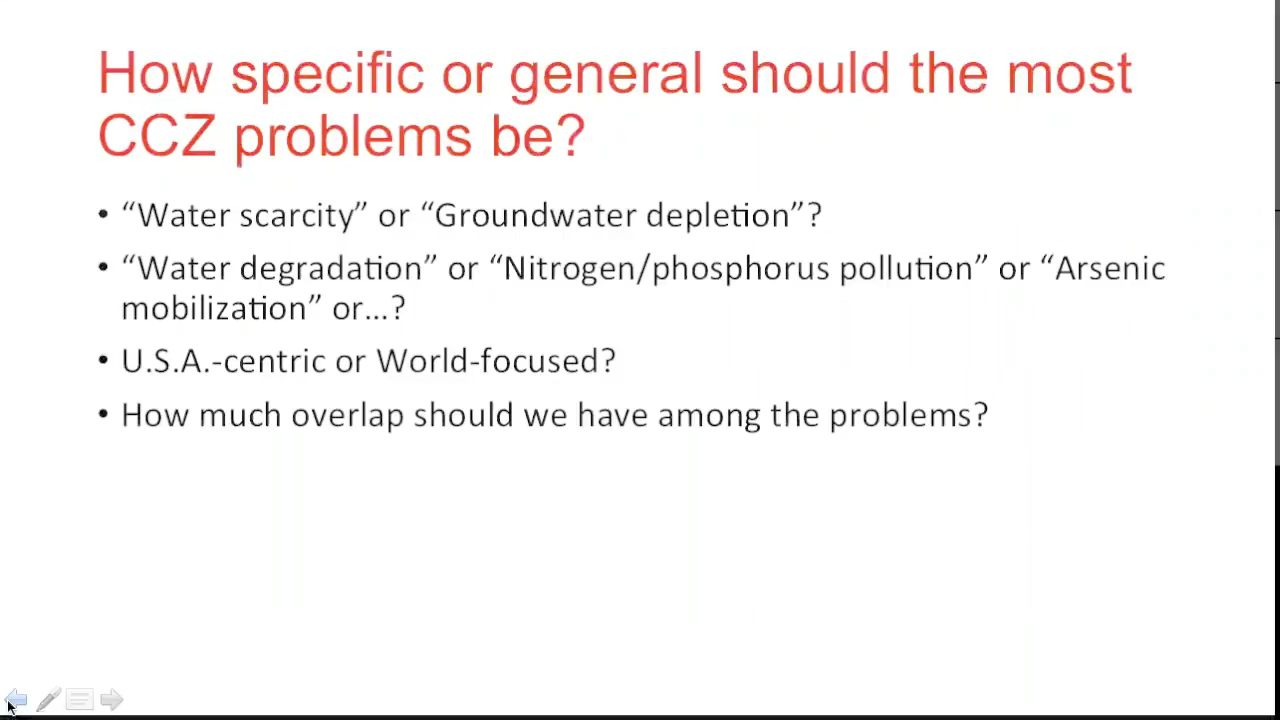 How specific or general should the most
CCZ problems be?
• “Water scarcity” or “Groundwater depletion”?
• “Water degradation” or “Nitrogen/phosphorus pollution” or “Arsenic
mobilization” or...?
• U.S.A.-centric or World-focused?
• How much overlap should we have among the problems?